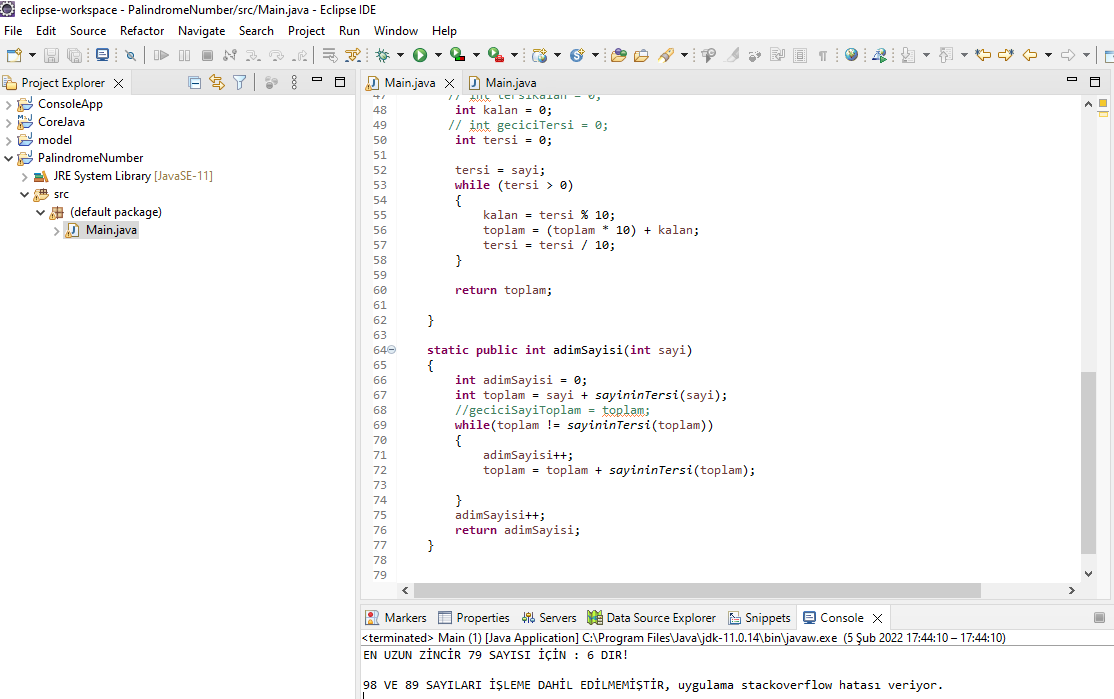 eclipse-workspace - PalindromeNumber/src/Main.java - Eclipse IDE
File Edit Source Refactor Navigate Search Project Run Window Help
Project Explorer
ConsoleApp
CoreJava
model
PalindromeNumber
JRE System Library [JavaSE-11]
src
(default package)
Main.java
Main.java Main.java
47 // int tersiKalan = 0;
48 int kalan = 0;
49 // int geciciTersi = 0;
50 int tersi = 0;
51
52 tersi = sayi;
53 while (tersi > 0)
54 {
55 kalan = tersi % 10;
56 toplam = (toplam * 10) + kalan;
57 tersi = tersi / 10;
58 }
59
60 return toplam;
61
62 }
63
64 static public int adimSayisi(int sayi)
65 {
66 int adimSayisi = 0;
67 int toplam = sayi + sayininTersi(sayi);
68 //geciciSayiToplam = toplam;
69 while(toplam != sayininTersi(toplam))
70 {
71 adimSayisi++;
72 toplam = toplam + sayininTersi(toplam);
73
74 }
75 adimSayisi++;
76 return adimSayisi;
77 }
78
79
Markers Properties Servers Data Source Explorer Snippets Console
<terminated> Main (1) [Java Application] C:\Program Files\Java\jdk-11.0.14\bin\javaw.exe (5 Şub 2022 17:44:10 – 17:44:10)
EN UZUN ZİNCİR 79 SAYISI İÇİN : 6 DIR!
98 VE 89 SAYILARI İŞLEME DAHİL EDİLMEMİŞTİR, uygulama stackoverflow hatası veriyor.